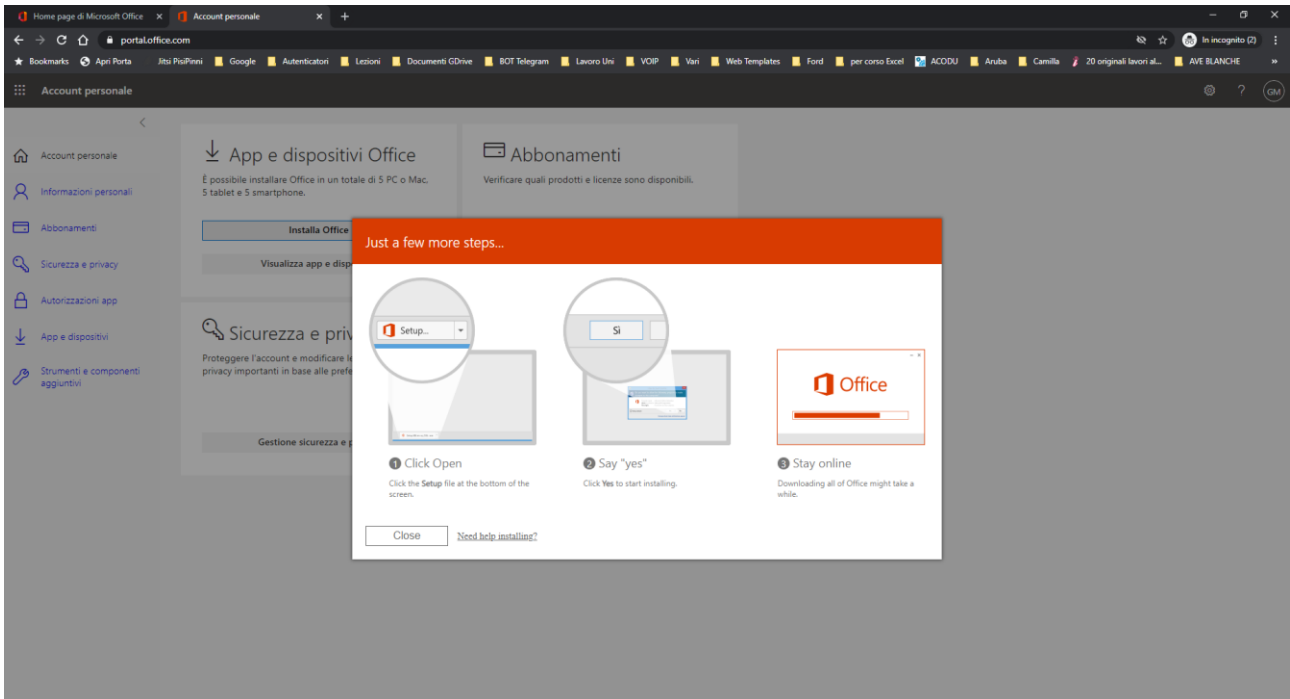 Home page di Microsoft Office
Account personale
portal.office.com
In incognito (2)
Bookmarks
Apri Porta
Jitsi PisiPinni
Google
Autenticatori
Lezioni
Documenti GDrive
BOT Telegram
Lavoro Uni
VOIP
Vari
Web Templates
Ford
per corso Excel
ACODU
Aruba
Camilla
20 originali lavori al...
AVE BLANCHE
»
Account personale
?
GM
Account personale
Informazioni personali
Abbonamenti
Sicurezza e privacy
Autorizzazioni app
App e dispositivi
Strumenti e componenti
aggiuntivi
App e dispositivi Office
È possibile installare Office in un totale di 5 PC o Mac,
5 tablet e 5 smartphone.
Installa Office
Visualizza app e disp
Abbonamenti
Verificare quali prodotti e licenze sono disponibili.
Sicurezza e priv
Proteggere l'account e modificare le
privacy importanti in base alle prefe
Gestione sicurezza e p
Just a few more steps...
Setup...
Sì
Office
1 Click Open
Click the Setup file at the bottom of the
screen.
2 Say "yes"
Click Yes to start installing.
3 Stay online
Downloading all of Office might take a
while.
Close
Need help installing?